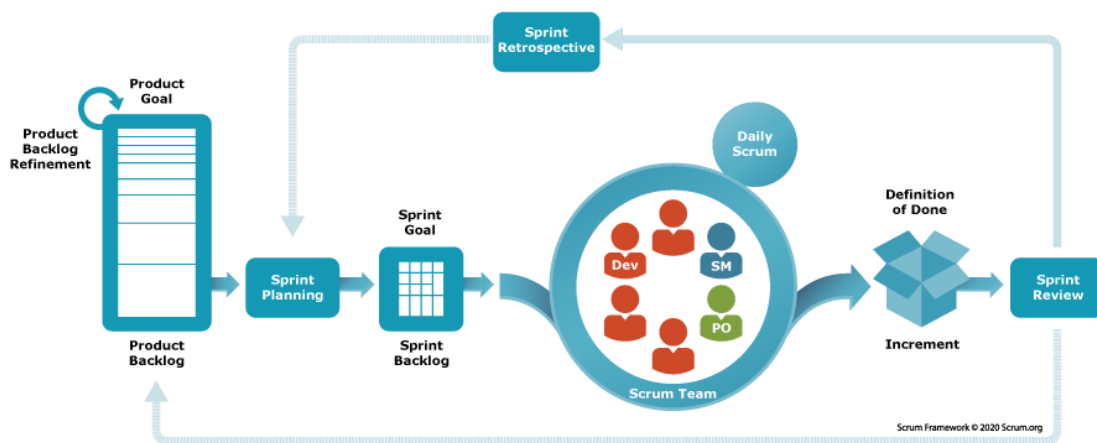 Sprint
Retrospective
Product
Goal
Product
Backlog
Refinement
Daily
Scrum
Sprint
Goal
Definition
of Done
Dev
SM
Sprint
Planning
Sprint
Review
PO
Product
Backlog
Sprint
Backlog
Increment
Scrum Team
Scrum Framework © 2020 Scrum.org